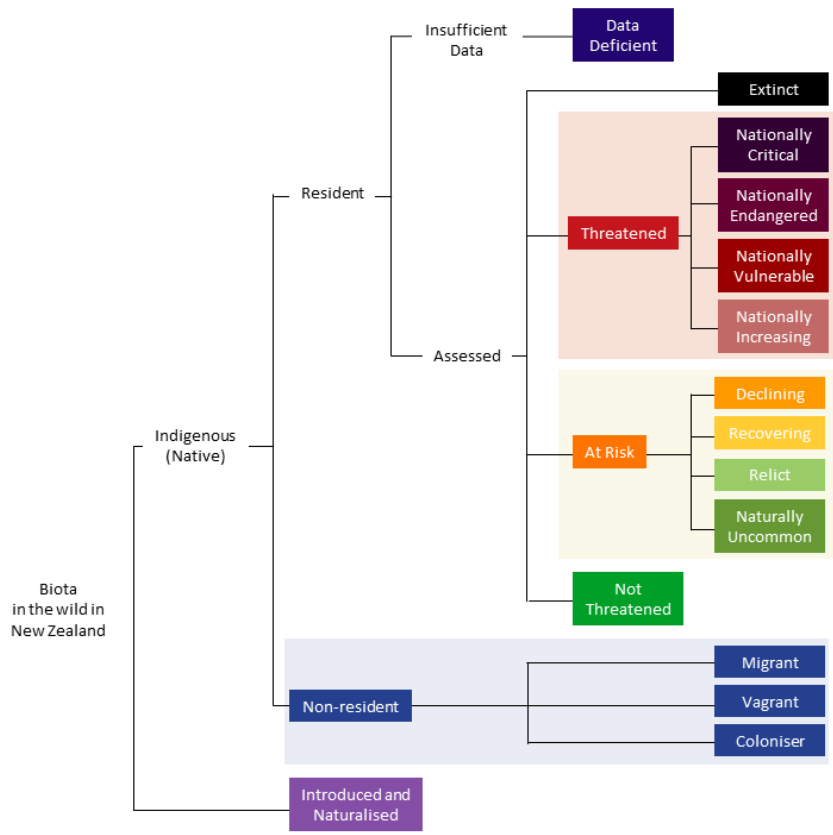 Insufficient
Data
Data
Deficient
Extinct
Nationally
Critical
Nationally
Endangered
Resident
Threatened
Nationally
Vulnerable
Nationally
Increasing
Assessed
Declining
Recovering
Indigenous
(Native)
At Risk
Relict
Naturally
Uncommon
Biota
in the wild in
New Zealand
Not
Threatened
Migrant
Non-resident
Vagrant
Coloniser
Introduced and
Naturalised